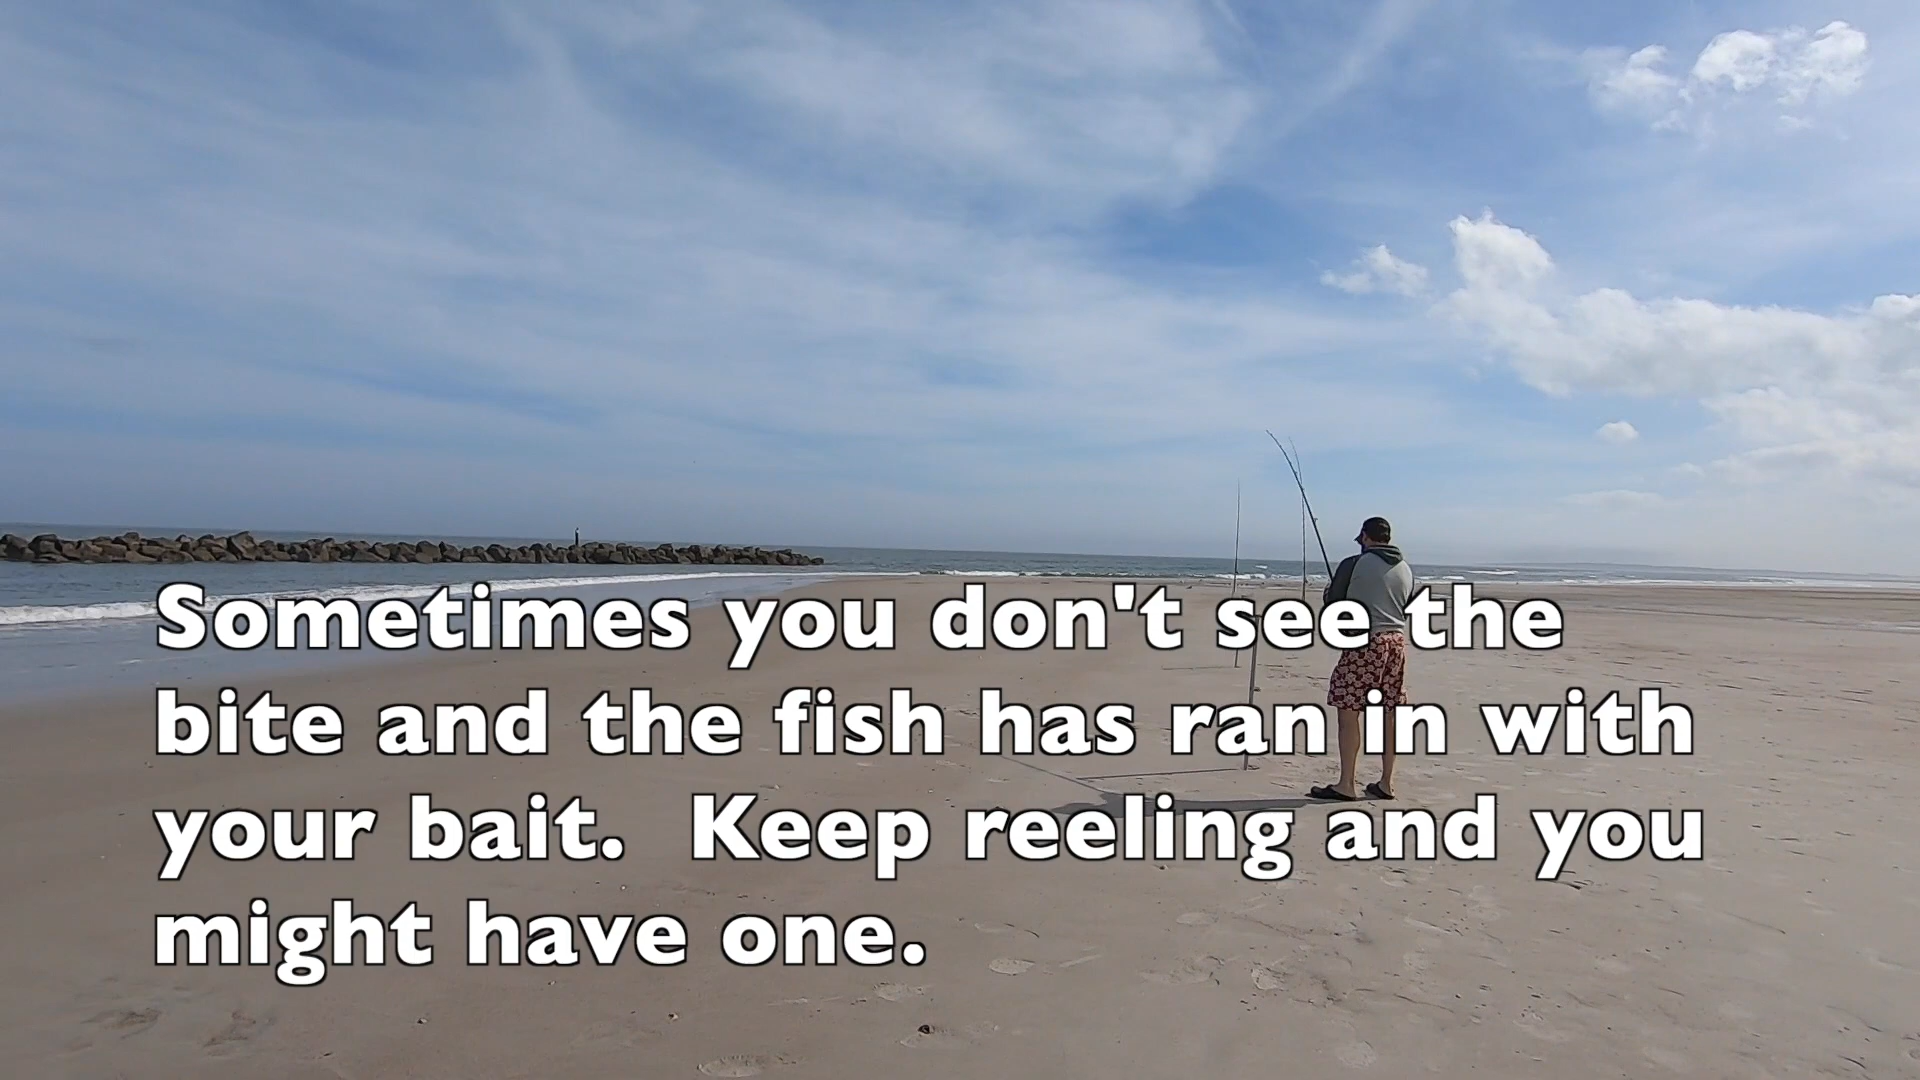 Sometimes you don't see the
bite and the fish has ran in with
your bait.  Keep reeling and you
might have one.